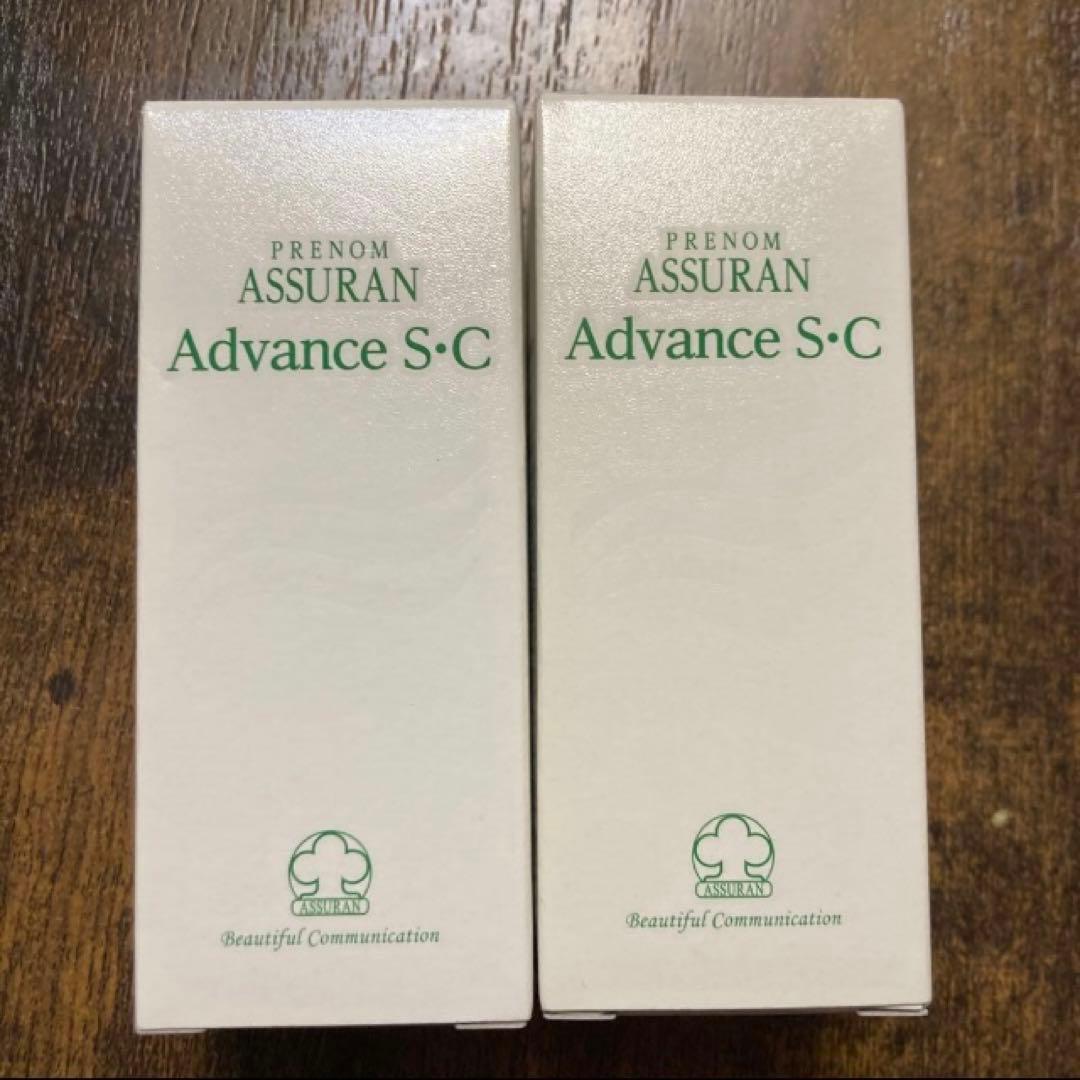 PRENOM
ASSURAN
Advance S·C
ASSURAN
Beautiful Communication
PRENOM
ASSURAN
Advance S·C
ASSURAN
Beautiful Communication